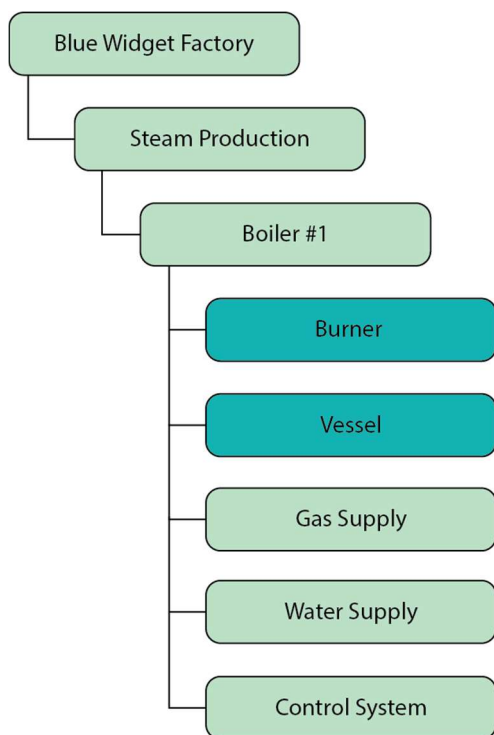 Blue Widget Factory
Steam Production
Boiler #1
Burner
Vessel
Gas Supply
Water Supply
Control System